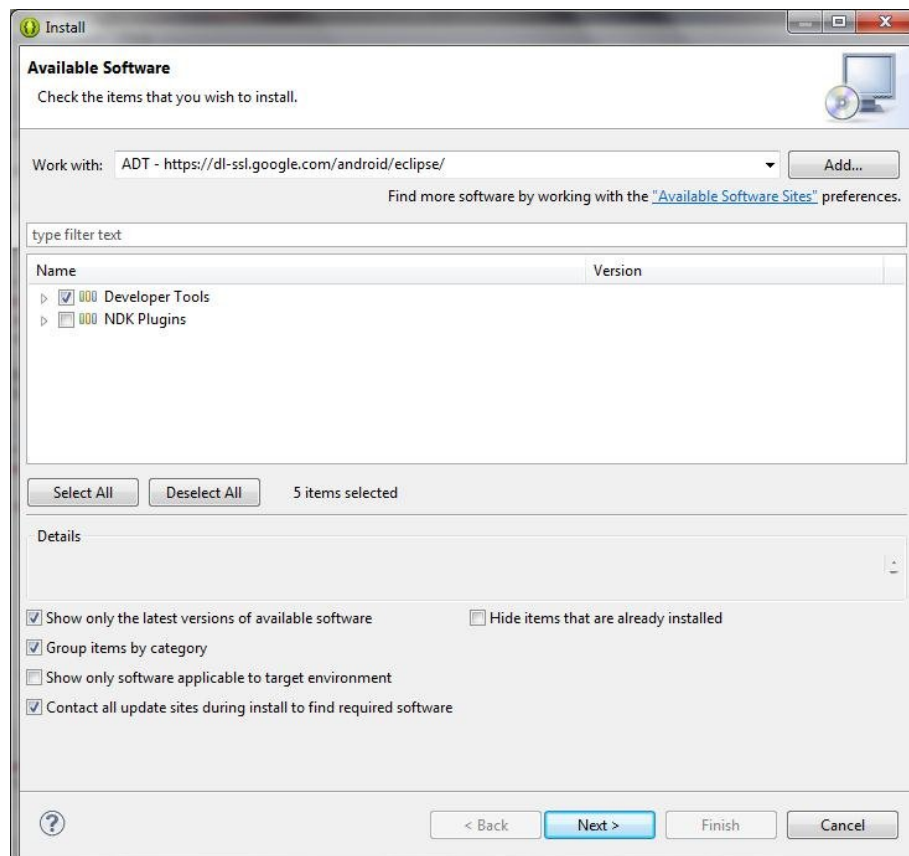 Install
Available Software
Check the items that you wish to install.
Work with: ADT - https://dl-ssl.google.com/android/eclipse/ Add...
Find more software by working with the "Available Software Sites" preferences.
type filter text
Name Version
Developer Tools
NDK Plugins
Select All Deselect All 5 items selected
Details
Show only the latest versions of available software Hide items that are already installed
Group items by category
Show only software applicable to target environment
Contact all update sites during install to find required software
? < Back Next > Finish Cancel